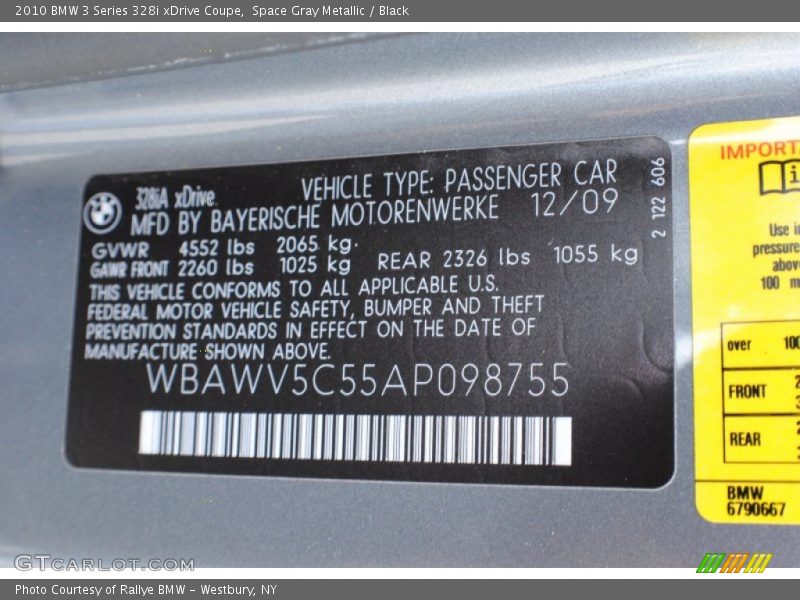 2010 BMW 3 Series 328i xDrive Coupe,  Space Gray Metallic / Black
328iA xDrive
VEHICLE TYPE: PASSENGER CAR
MFD BY BAYERISCHE MOTORENWERKE 12/09
GVWR 4552 lbs 2065 kg
GAWR FRONT 2260 lbs 1025 kg REAR 2326 lbs 1055 kg
THIS VEHICLE CONFORMS TO ALL APPLICABLE U.S.
FEDERAL MOTOR VEHICLE SAFETY, BUMPER AND THEFT
PREVENTION STANDARDS IN EFFECT ON THE DATE OF
MANUFACTURE SHOWN ABOVE.
WBAWV5C55AP098755
2 122 606
Use
pressure
above
100
over 100
FRONT
REAR
BMW
6790667
GTCarLot.com
Photo Courtesy of Rallye BMW - Westbury, NY